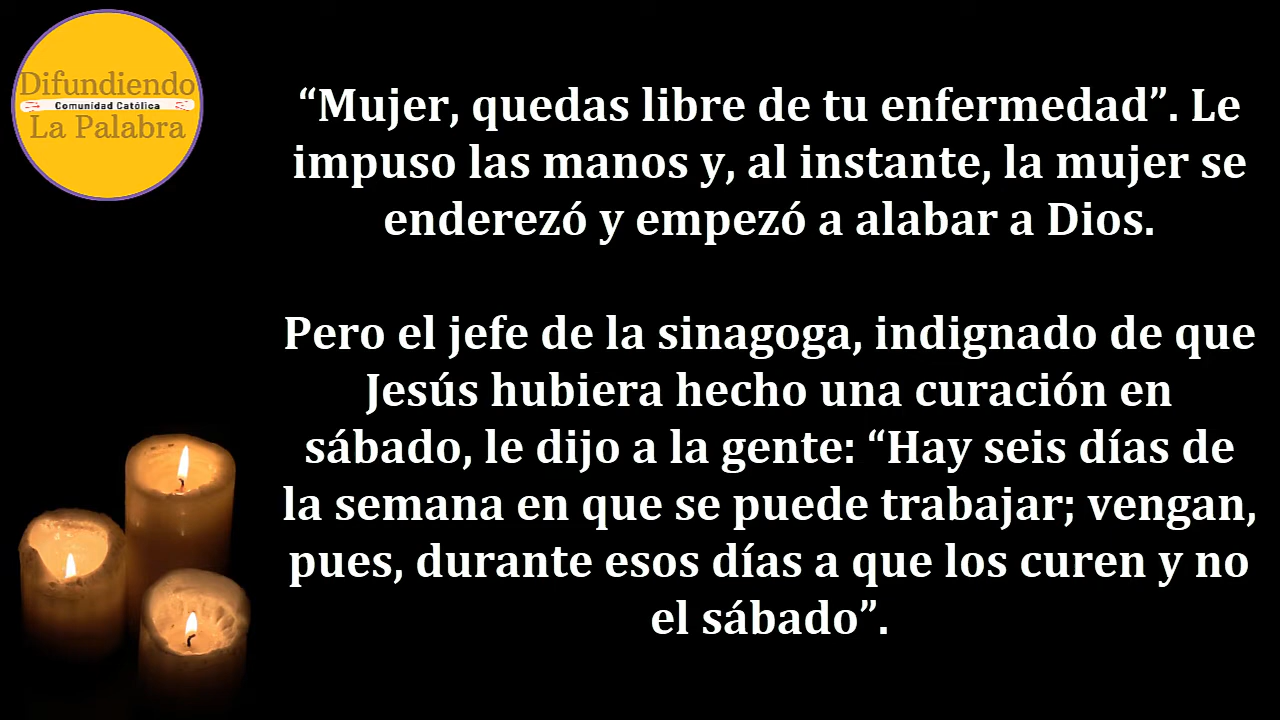 Difundiendo
Comunidad Católica
La Palabra
“Mujer, quedas libre de tu enfermedad”. Le
impuso las manos y, al instante, la mujer se
enderezó y empezó a alabar a Dios.
Pero el jefe de la sinagoga, indignado de que
Jesús hubiera hecho una curación en
sábado, le dijo a la gente: “Hay seis días de
la semana en que se puede trabajar; vengan,
pues, durante esos días a que los curen y no
el sábado”.